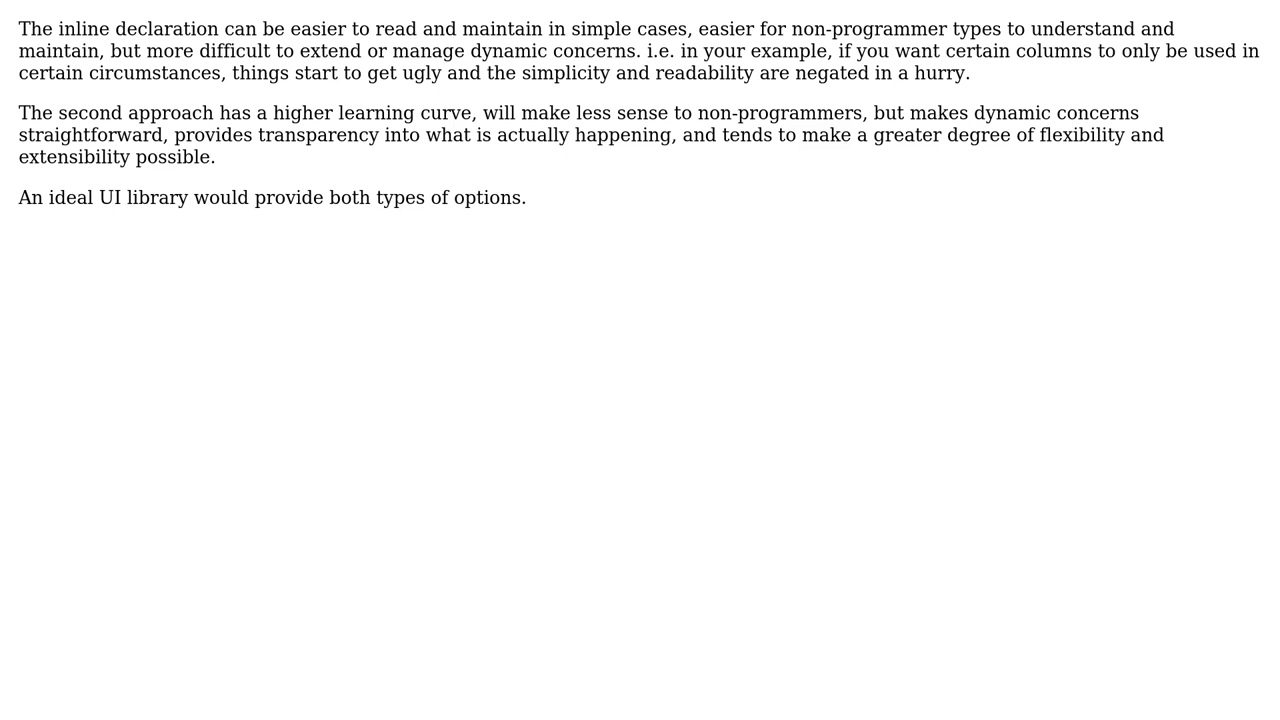 The inline declaration can be easier to read and maintain in simple cases, easier for non-programmer types to understand and
maintain, but more difficult to extend or manage dynamic concerns. i.e. in your example, if you want certain columns to only be used in
certain circumstances, things start to get ugly and the simplicity and readability are negated in a hurry.
The second approach has a higher learning curve, will make less sense to non-programmers, but makes dynamic concerns
straightforward, provides transparency into what is actually happening, and tends to make a greater degree of flexibility and
extensibility possible.
An ideal UI library would provide both types of options.